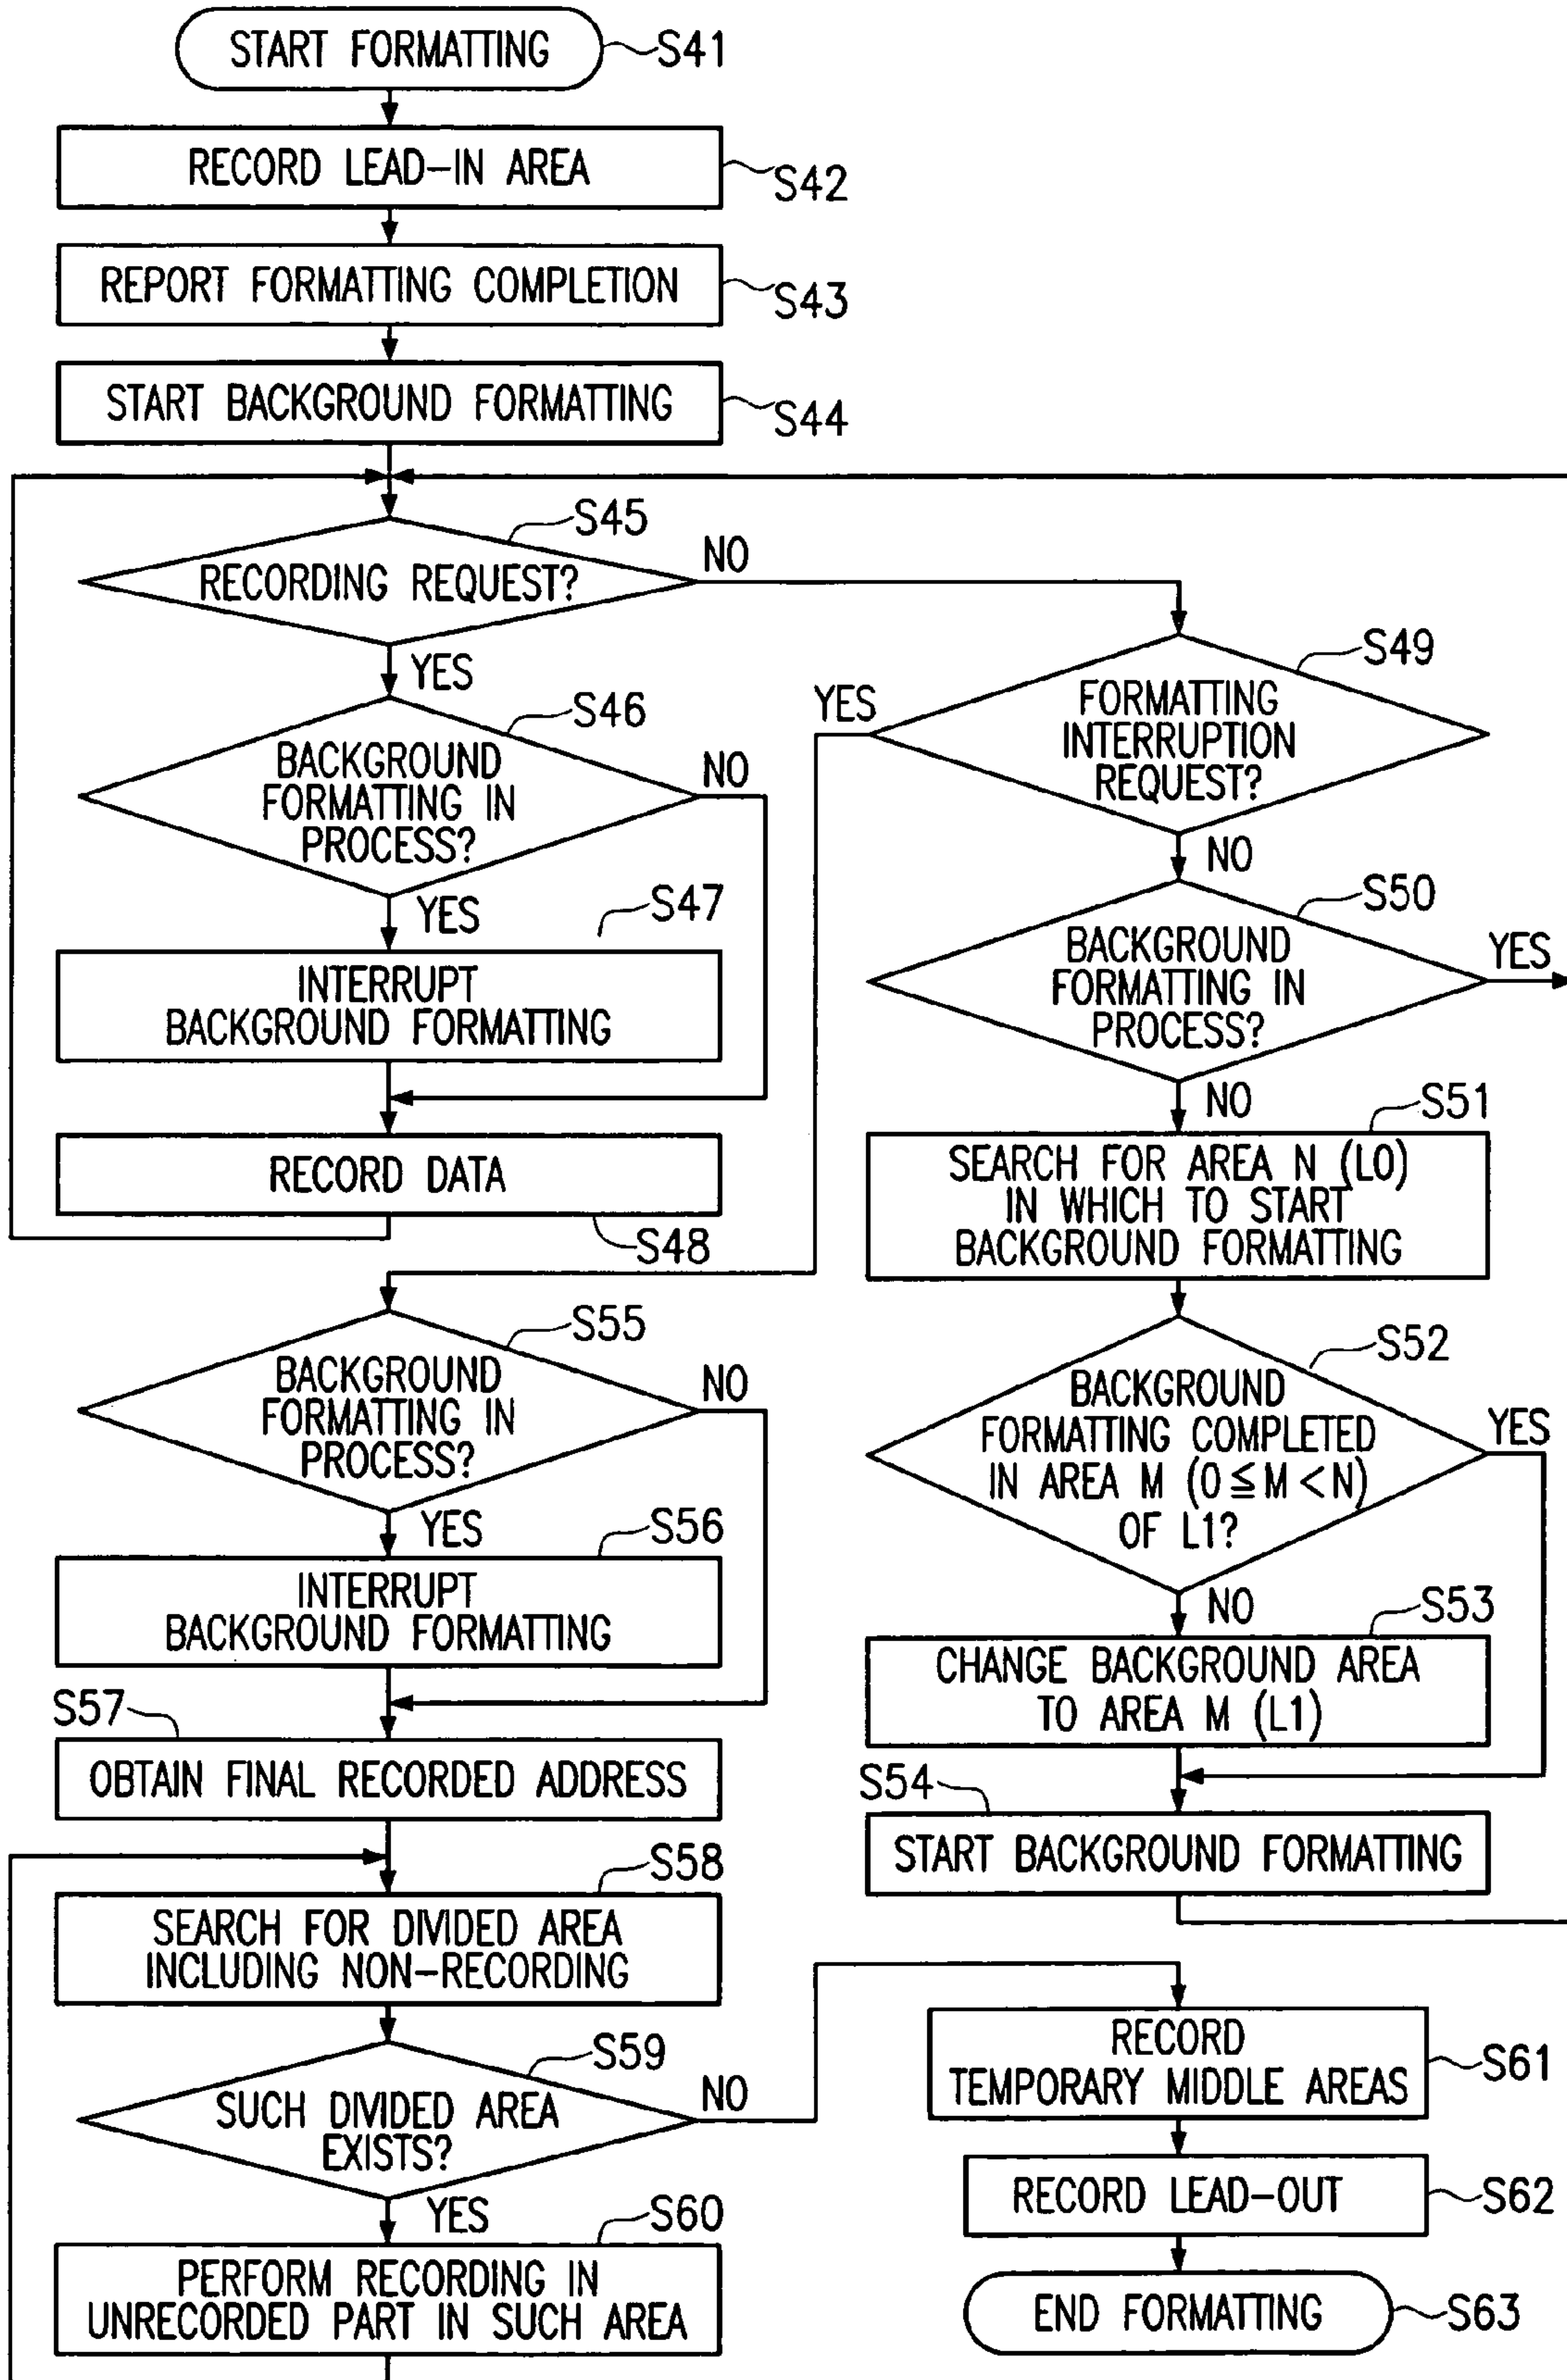 START FORMATTING
S41
RECORD LEAD-IN AREA
S42
REPORT FORMATTING COMPLETION
S43
START BACKGROUND FORMATTING
S44
S45
RECORDING REQUEST?
NO
YES
S46
BACKGROUND
FORMATTING IN
PROCESS?
NO
YES
S47
INTERRUPT
BACKGROUND FORMATTING
RECORD DATA
S48
S49
YES
FORMATTING
INTERRUPTION
REQUEST?
NO
S50
BACKGROUND
FORMATTING IN
PROCESS?
YES
NO
S51
SEARCH FOR AREA N (L0)
IN WHICH TO START
BACKGROUND FORMATTING
S52
BACKGROUND
FORMATTING COMPLETED
IN AREA M (0 ≦ M < N)
OF L1?
YES
NO
S53
CHANGE BACKGROUND AREA
TO AREA M (L1)
S54
START BACKGROUND FORMATTING
S55
BACKGROUND
FORMATTING IN
PROCESS?
NO
YES
S56
INTERRUPT
BACKGROUND FORMATTING
S57
OBTAIN FINAL RECORDED ADDRESS
S58
SEARCH FOR DIVIDED AREA
INCLUDING NON-RECORDING
S59
SUCH DIVIDED AREA
EXISTS?
NO
YES
S60
PERFORM RECORDING IN
UNRECORDED PART IN SUCH AREA
RECORD
TEMPORARY MIDDLE AREAS
S61
RECORD LEAD-OUT
S62
END FORMATTING
S63